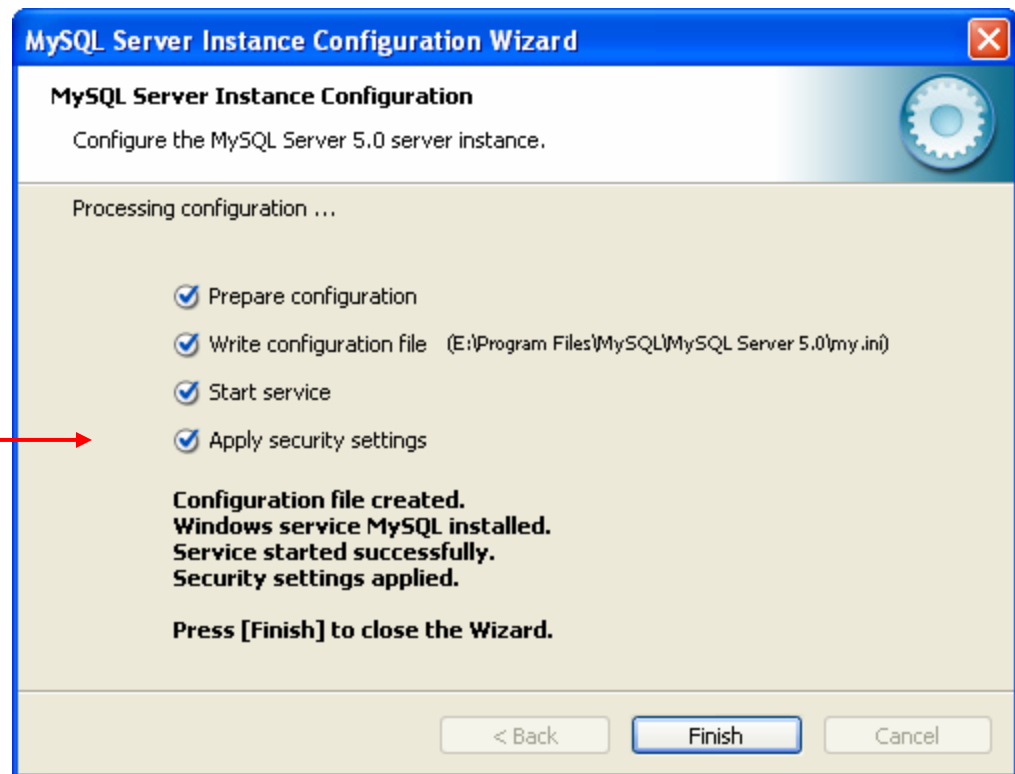 MySQL Server Instance Configuration Wizard
MySQL Server Instance Configuration
Configure the MySQL Server 5.0 server instance.
Processing configuration ...
Prepare configuration
Write configuration file (E:\Program Files\MySQL\MySQL Server 5.0\my.ini)
Start service
Apply security settings
Configuration file created.
Windows service MySQL installed.
Service started successfully.
Security settings applied.
Press [Finish] to close the Wizard.
< Back Finish Cancel